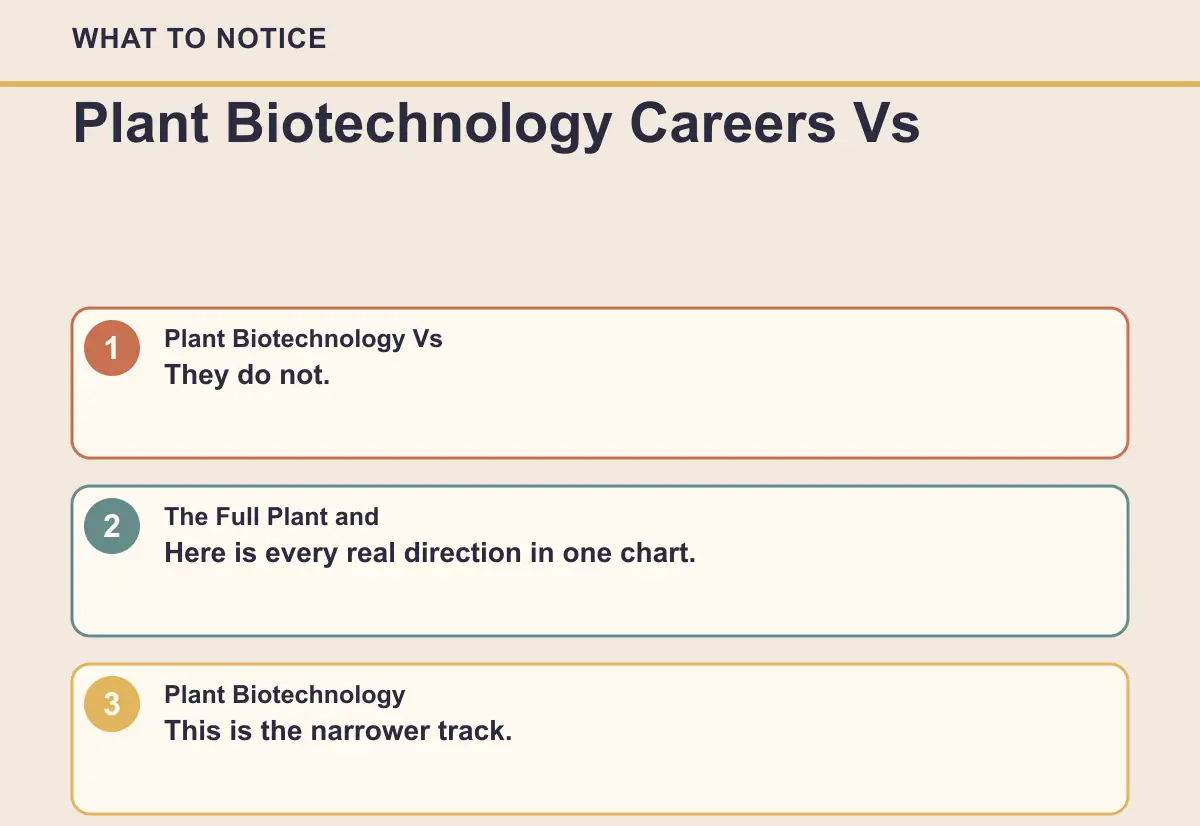 WHAT TO NOTICE
Plant Biotechnology Careers Vs
1
Plant Biotechnology Vs
They do not.
2
The Full Plant and
Here is every real direction in one chart.
3
Plant Biotechnology
This is the narrower track.